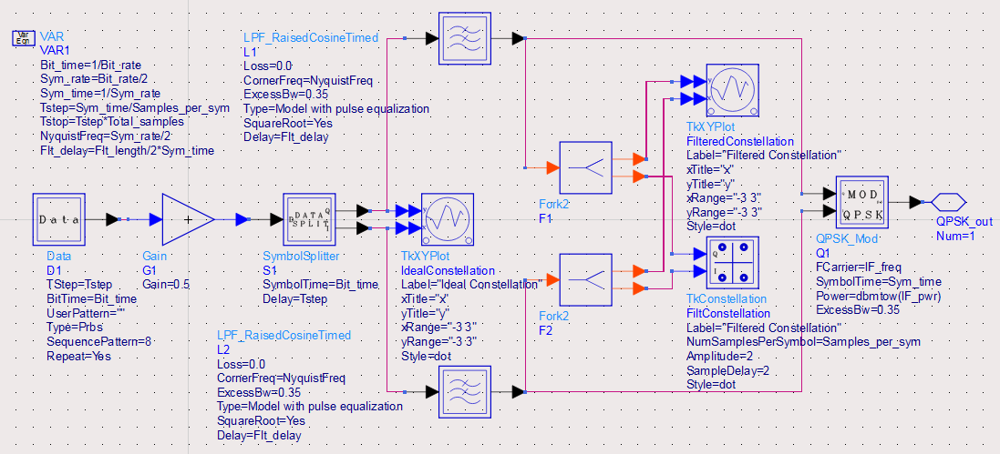 Var
Eqn
VAR
VAR1
Bit_time=1/Bit_rate
Sym_rate=Bit_rate/2
Sym_time=1/Sym_rate
Tstep=Sym_time/Samples_per_sym
Tstop=Tstep*Total_samples
NyquistFreq=Sym_rate/2
Flt_delay=Flt_length/2*Sym_time
LPF_RaisedCosineTimed
L1
Loss=0.0
CornerFreq=NyquistFreq
ExcessBw=0.35
Type=Model with pulse equalization
SquareRoot=Yes
Delay=Flt_delay
Data
Data
D1
TStep=Tstep
BitTime=Bit_time
UserPattern=""
Type=Prbs
SequencePattern=8
Repeat=Yes
Gain
G1
Gain=0.5
DATA
SPLIT
D
Q
I
SymbolSplitter
S1
SymbolTime=Bit_time
Delay=Tstep
Y
X
TkXYPlot
IdealConstellation
Label="Ideal Constellation"
xTitle="x"
yTitle="y"
xRange="-3 3"
yRange="-3 3"
Style=dot
LPF_RaisedCosineTimed
L2
Loss=0.0
CornerFreq=NyquistFreq
ExcessBw=0.35
Type=Model with pulse equalization
SquareRoot=Yes
Delay=Flt_delay
Fork2
F1
Fork2
F2
Y
X
TkXYPlot
FilteredConstellation
Label="Filtered Constellation"
xTitle="x"
yTitle="y"
xRange="-3 3"
yRange="-3 3"
Style=dot
Q
I
TkConstellation
FiltConstellation
Label="Filtered Constellation"
NumSamplesPerSymbol=Samples_per_sym
Amplitude=2
SampleDelay=2
Style=dot
MOD
QPSK
QPSK_Mod
Q1
FCarrier=IF_freq
SymbolTime=Sym_time
Power=dbmtow(IF_pwr)
ExcessBw=0.35
QPSK_out
Num=1